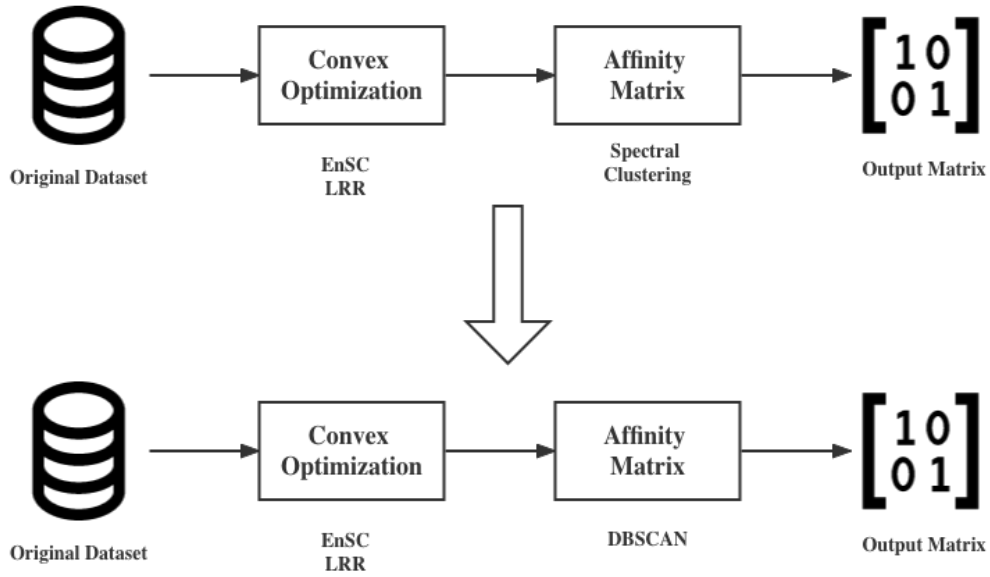 Convex
Optimization
Affinity
Matrix
1 0
0 1
Original Dataset
EnSC
LRR
Spectral
Clustering
Output Matrix
Convex
Optimization
Affinity
Matrix
1 0
0 1
Original Dataset
EnSC
LRR
DBSCAN
Output Matrix